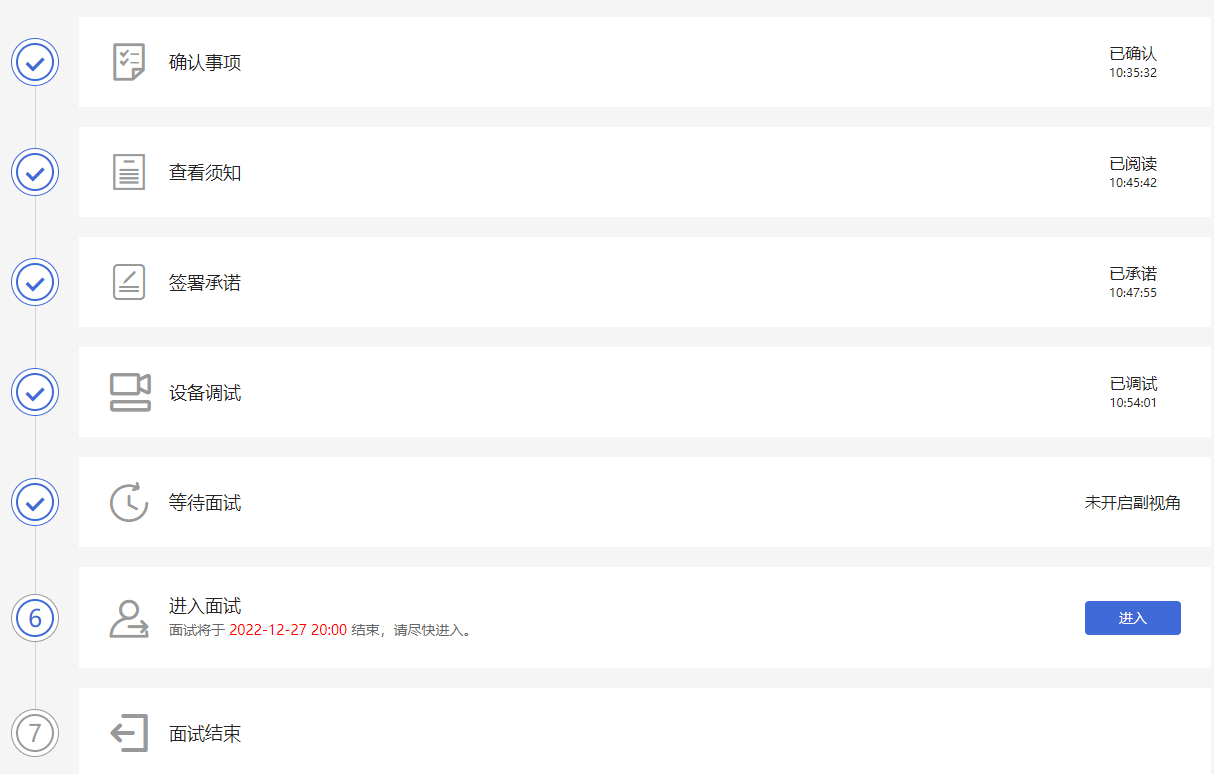 确认事项
已确认
10:35:32
查看须知
已阅读
10:45:42
签署承诺
已承诺
10:47:55
设备调试
已调试
10:54:01
等待面试
未开启副视角
6
进入面试
面试将于 2022-12-27 20:00 结束，请尽快进入。
进入
7
面试结束